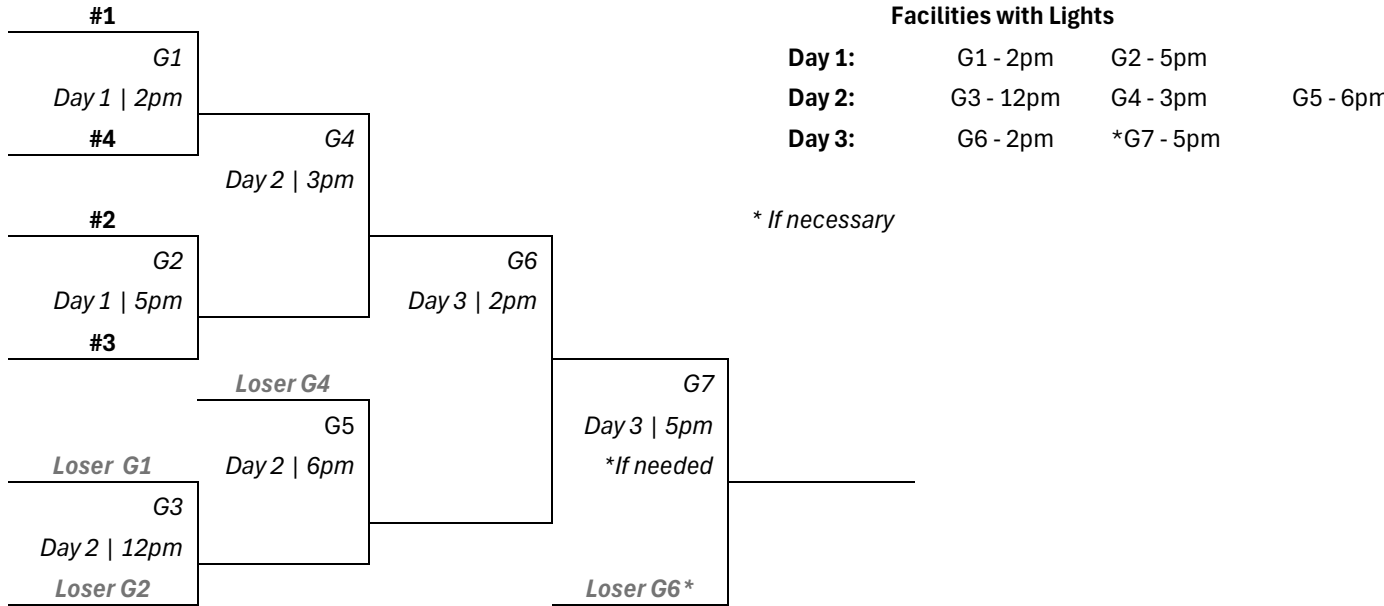 #1
G1
Day 1 | 2pm
#4
G4
Day 2 | 3pm
#2
G2
Day 1 | 5pm
#3
G6
Day 3 | 2pm
Loser G4
G5
Day 2 | 6pm
Loser G1
G3
Day 2 | 12pm
Loser G2
G7
Day 3 | 5pm
*If needed
Loser G6*
Facilities with Lights
Day 1: G1 - 2pm G2 - 5pm
Day 2: G3 - 12pm G4 - 3pm G5 - 6pm
Day 3: G6 - 2pm *G7 - 5pm
* If necessary